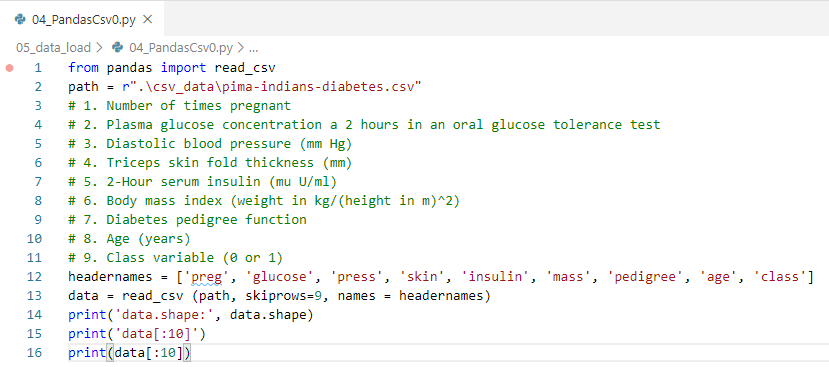 04_PandasCsv0.py ×
05_data_load > 04_PandasCsv0.py > ...
1 from pandas import read_csv
2 path = r".\csv_data\pima-indians-diabetes.csv"
3 # 1. Number of times pregnant
4 # 2. Plasma glucose concentration a 2 hours in an oral glucose tolerance test
5 # 3. Diastolic blood pressure (mm Hg)
6 # 4. Triceps skin fold thickness (mm)
7 # 5. 2-Hour serum insulin (mu U/ml)
8 # 6. Body mass index (weight in kg/(height in m)^2)
9 # 7. Diabetes pedigree function
10 # 8. Age (years)
11 # 9. Class variable (0 or 1)
12 headernames = ['preg', 'glucose', 'press', 'skin', 'insulin', 'mass', 'pedigree', 'age', 'class']
13 data = read_csv (path, skiprows=9, names = headernames)
14 print('data.shape:', data.shape)
15 print('data[:10]')
16 print(data[:10])